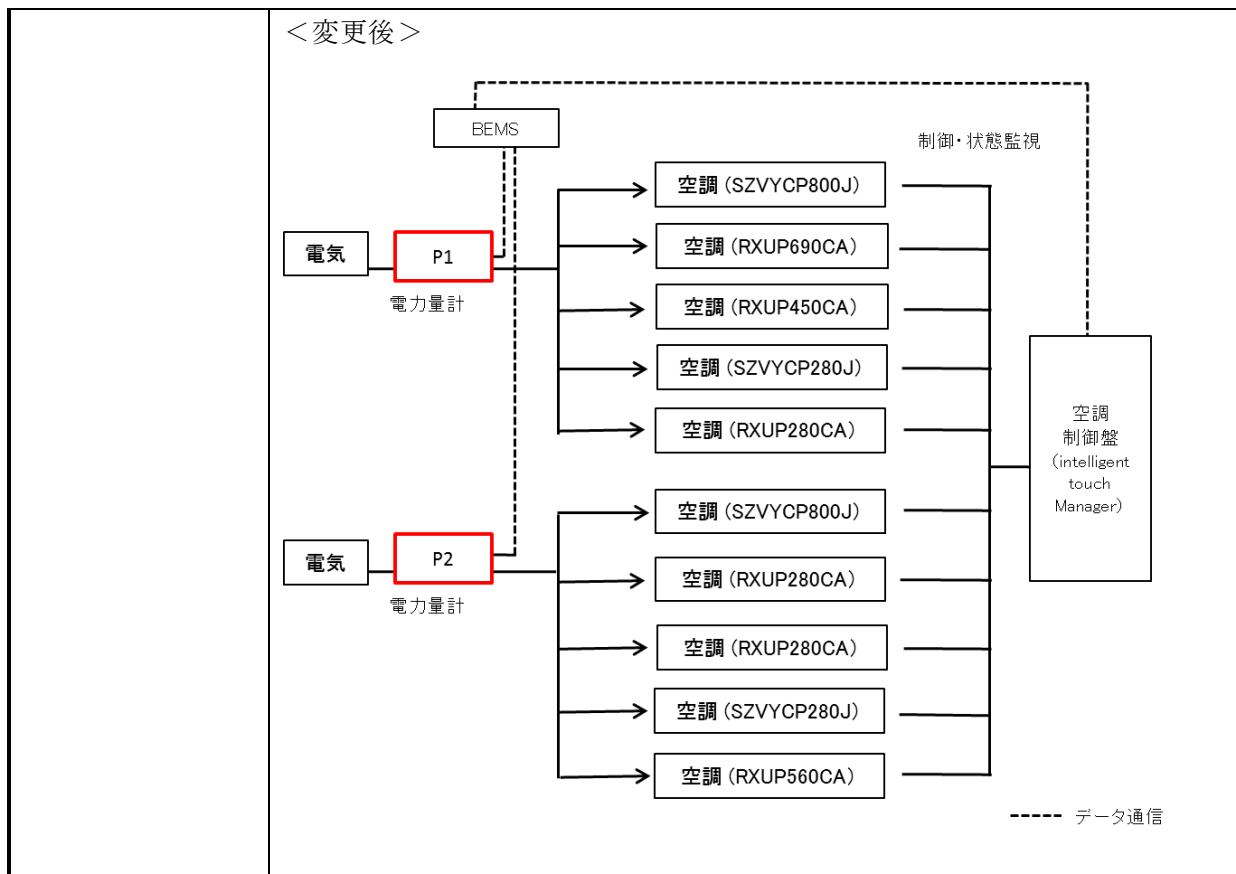 ＜変更後＞
BEMS
制御・状態監視
空調（SZVYCP800J）
空調（RXUP690CA）
電気
P1
電力量計
空調（RXUP450CA）
空調（SZVYCP280J）
空調（RXUP280CA）
空調
制御盤
（intelligent
touch
Manager）
空調（SZVYCP800J）
電気
P2
電力量計
空調（RXUP280CA）
空調（RXUP280CA）
空調（SZVYCP280J）
空調（RXUP560CA）
データ通信